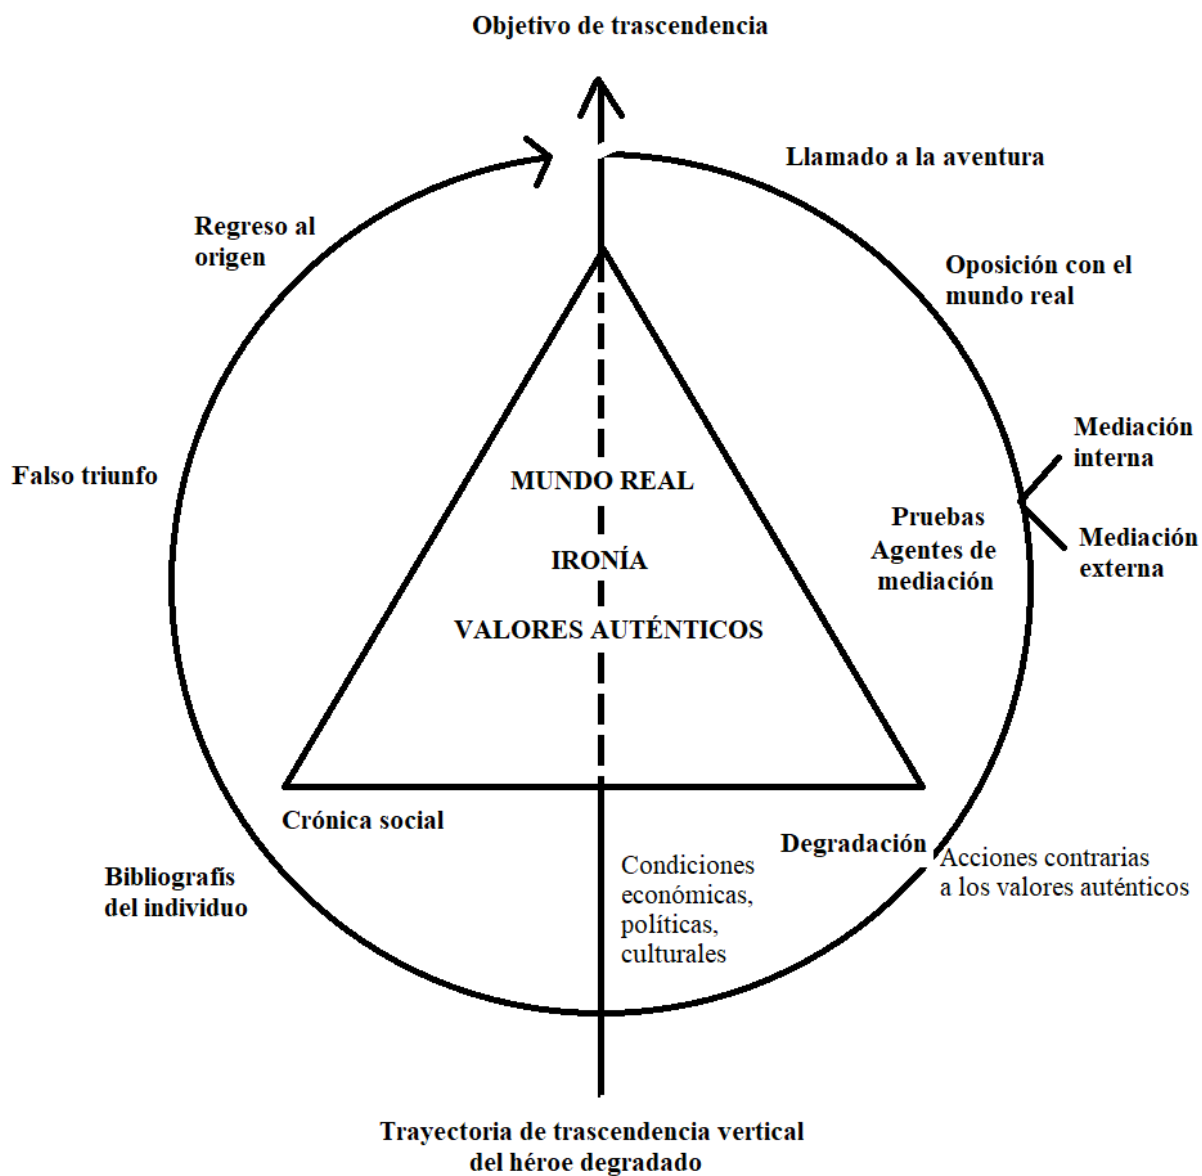 Objetivo de trascendencia
Llamado a la aventura
Regreso al
origen
Oposición con el
mundo real
Mediación
interna
Falso triunfo
MUNDO REAL
Pruebas
Agentes de
mediación
Mediación
externa
IRONÍA
VALORES AUTÉNTICOS
Crónica social
Degradación
Acciones contrarias
a los valores auténticos
Condiciones
económicas,
políticas,
culturales
Bibliografís
del individuo
Trayectoria de trascendencia vertical
del héroe degradado